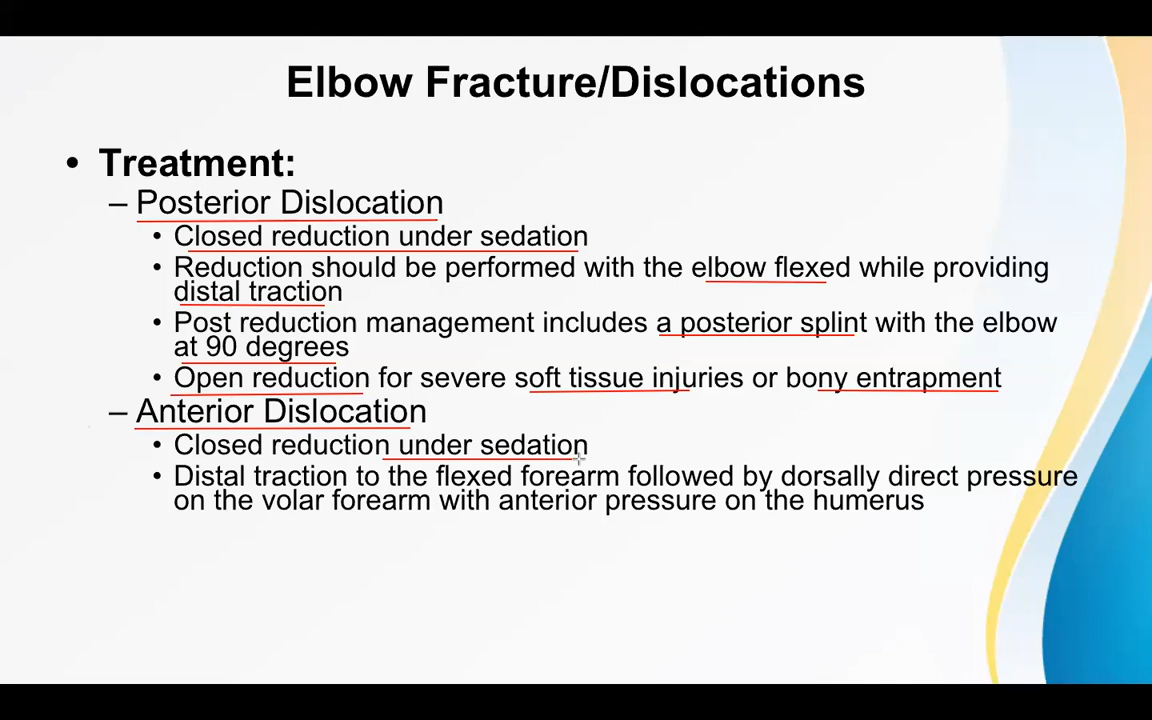 Elbow Fracture/Dislocations
• Treatment:
– Posterior Dislocation
• Closed reduction under sedation
• Reduction should be performed with the elbow flexed while providing
distal traction
• Post reduction management includes a posterior splint with the elbow
at 90 degrees
• Open reduction for severe soft tissue injuries or bony entrapment
– Anterior Dislocation
• Closed reduction under sedation
• Distal traction to the flexed forearm followed by dorsally direct pressure
on the volar forearm with anterior pressure on the humerus